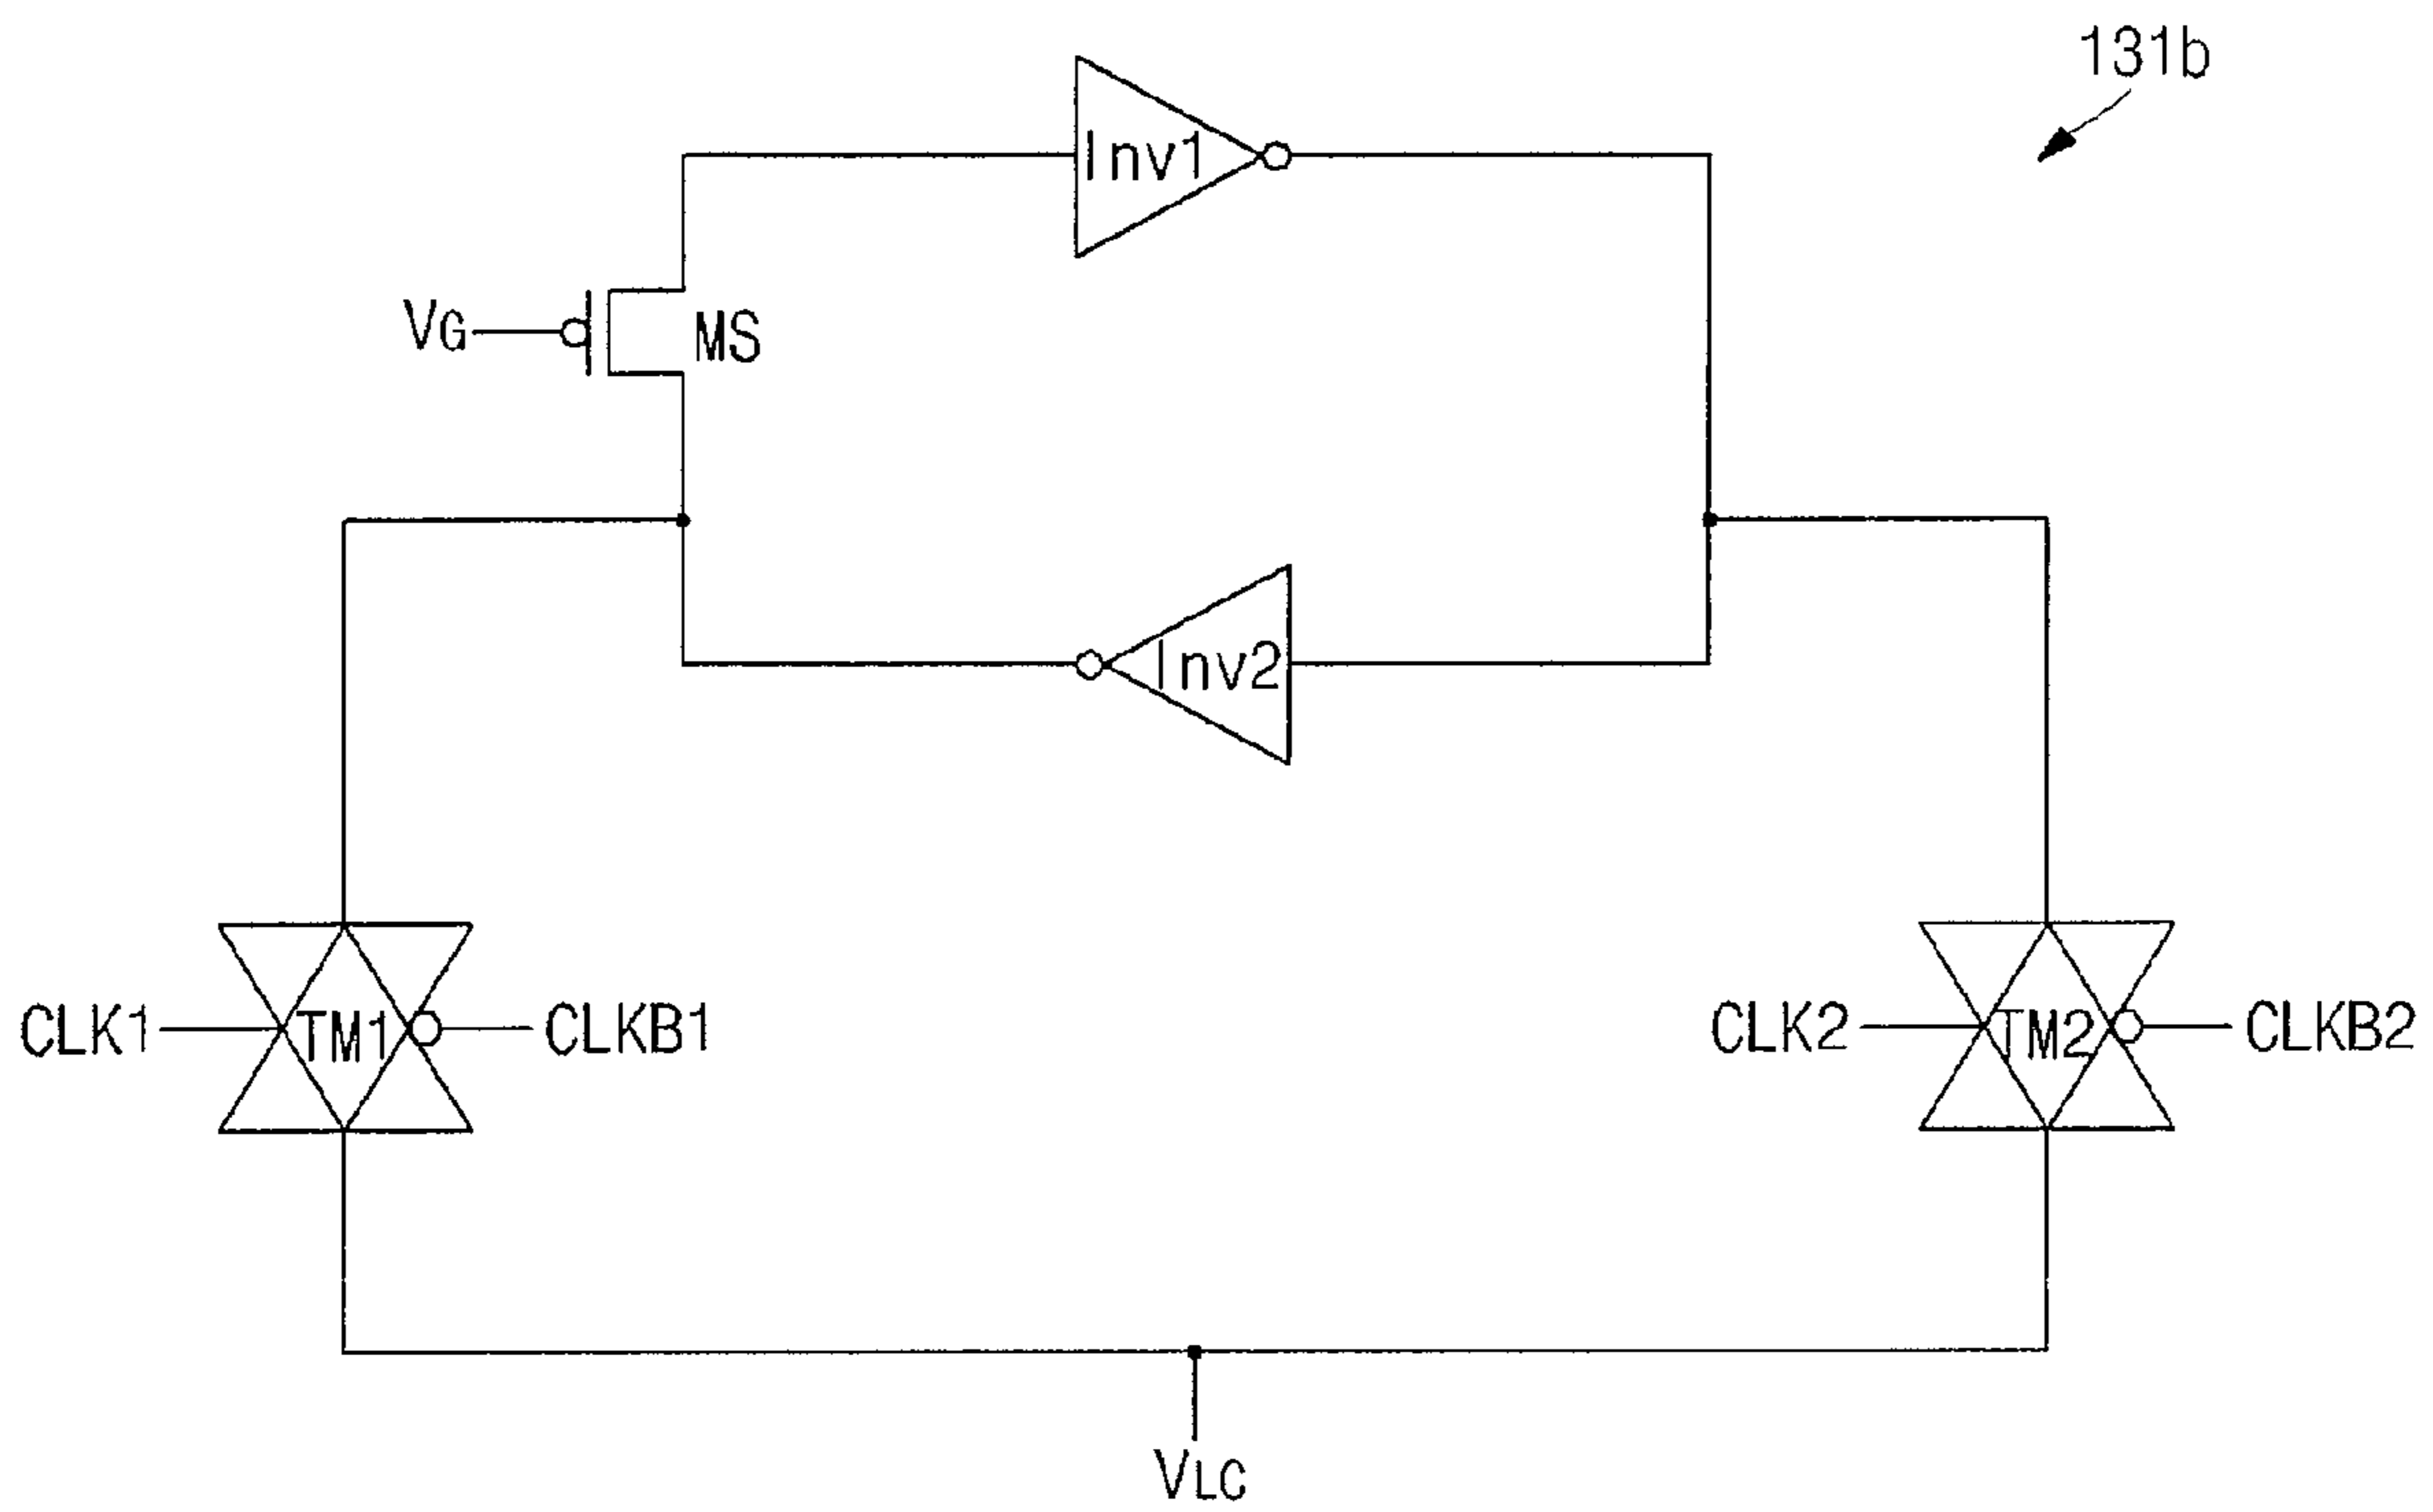 131b
Inv1
VG
MS
Inv2
CLK1
TM1
CLKB1
CLK2
TM2
CLKB2
VLC